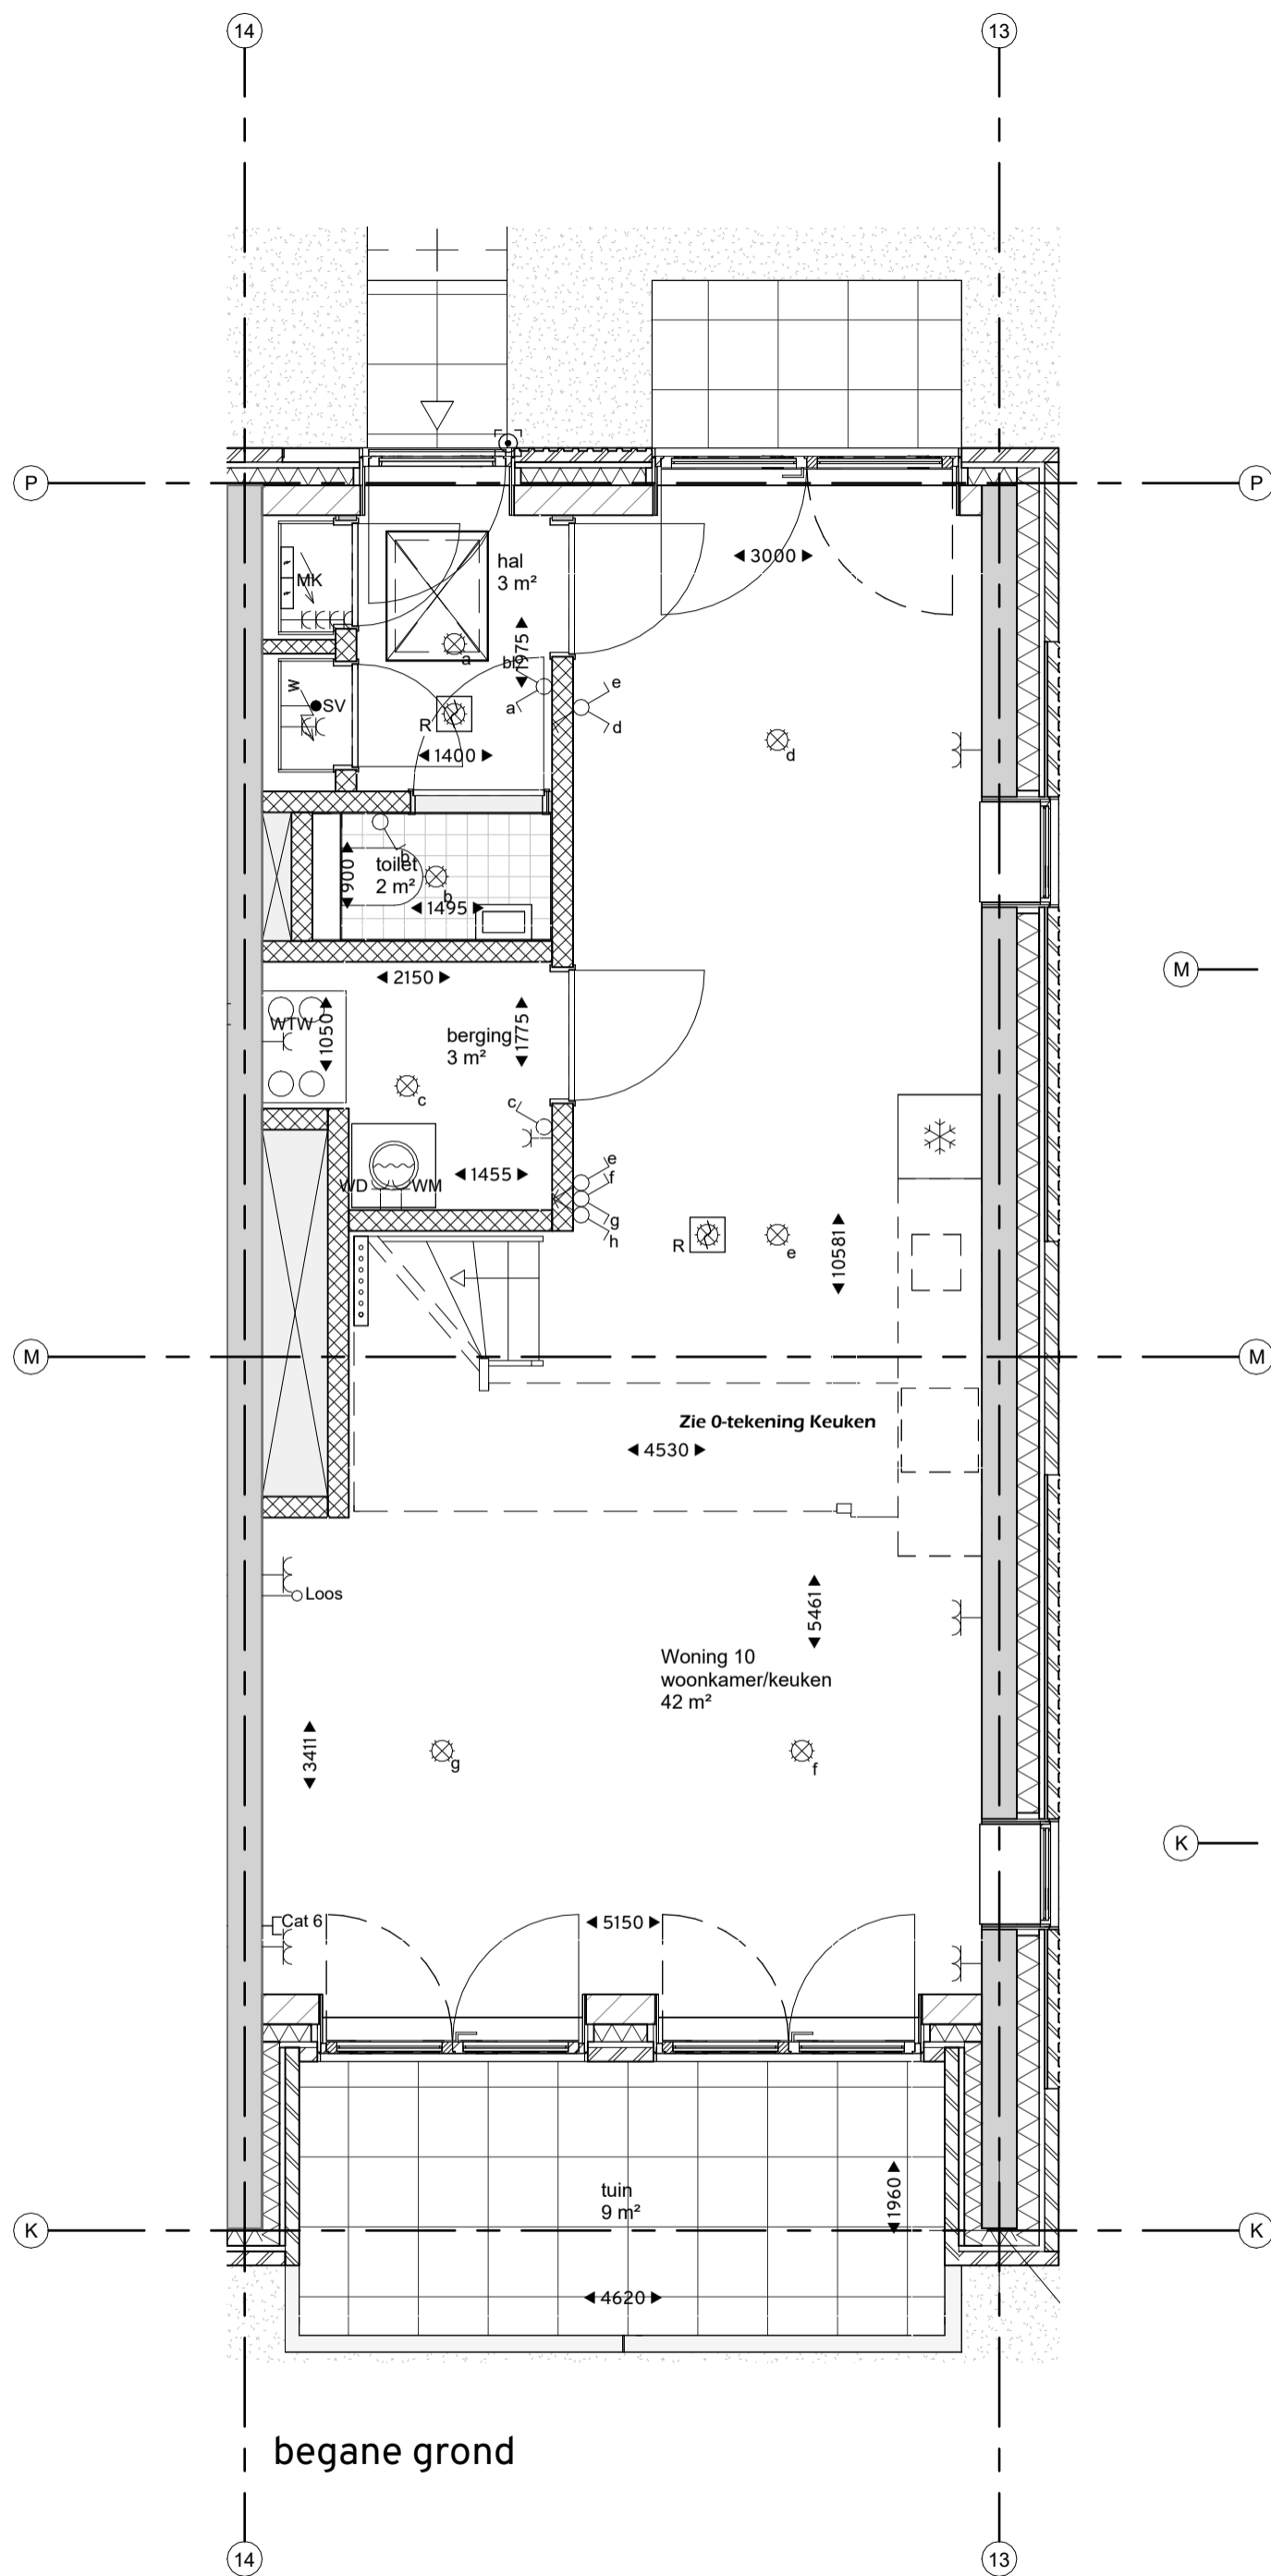 14
13
P
P
hal
3 m²
3000
MK
a
1975
bl
a
e
d
W
SV
R
1400
d
b
toilet
2 m²
900
b
1495
M
2150
WTW
1050
berging
3 m²
1775
c
c
WD
WM
1455
e
f
g
h
R
e
10581
M
M
Zie 0-tekening Keuken
4530
Loos
5461
Woning 10
woonkamer/keuken
42 m²
3411
g
f
K
Cat 6
5150
tuin
9 m²
1960
K
K
4620
begane grond
14
13